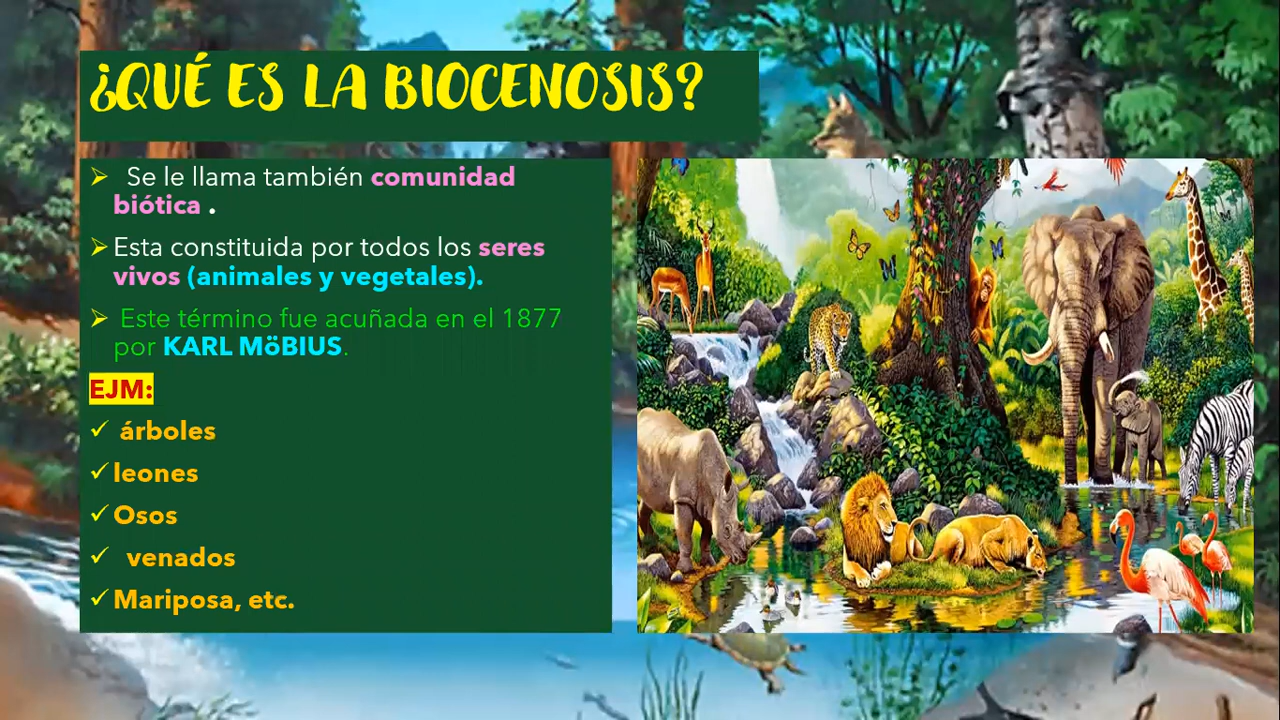 ¿QUÉ ES LA BIOCENOSIS?
Se le llama también comunidad
biótica .
Esta constituida por todos los seres
vivos (animales y vegetales).
Este término fue acuñada en el 1877
por KARL MöBIUS.
EJM:
árboles
leones
Osos
venados
Mariposa, etc.